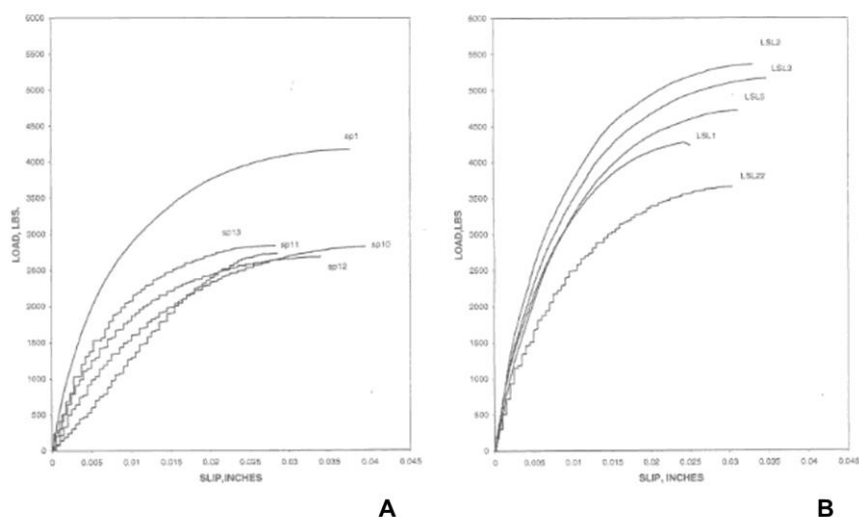 6000
5500
5000
4500
4000
3500
3000
2500
2000
1500
1000
500
0
LOAD, LBS.
sp1
sp13
sp11
sp10
sp12
0 0.005 0.01 0.015 0.02 0.025 0.03 0.035 0.04 0.045
SLIP,INCHES
A
6000
5500
5000
4500
4000
3500
3000
2500
2000
1500
1000
500
0
LOAD,LBS
LSL2
LSL3
LSL5
LSL1
LSL22
0 0.005 0.01 0.015 0.02 0.025 0.03 0.035 0.04 0.045
SLIP, INCHES
B